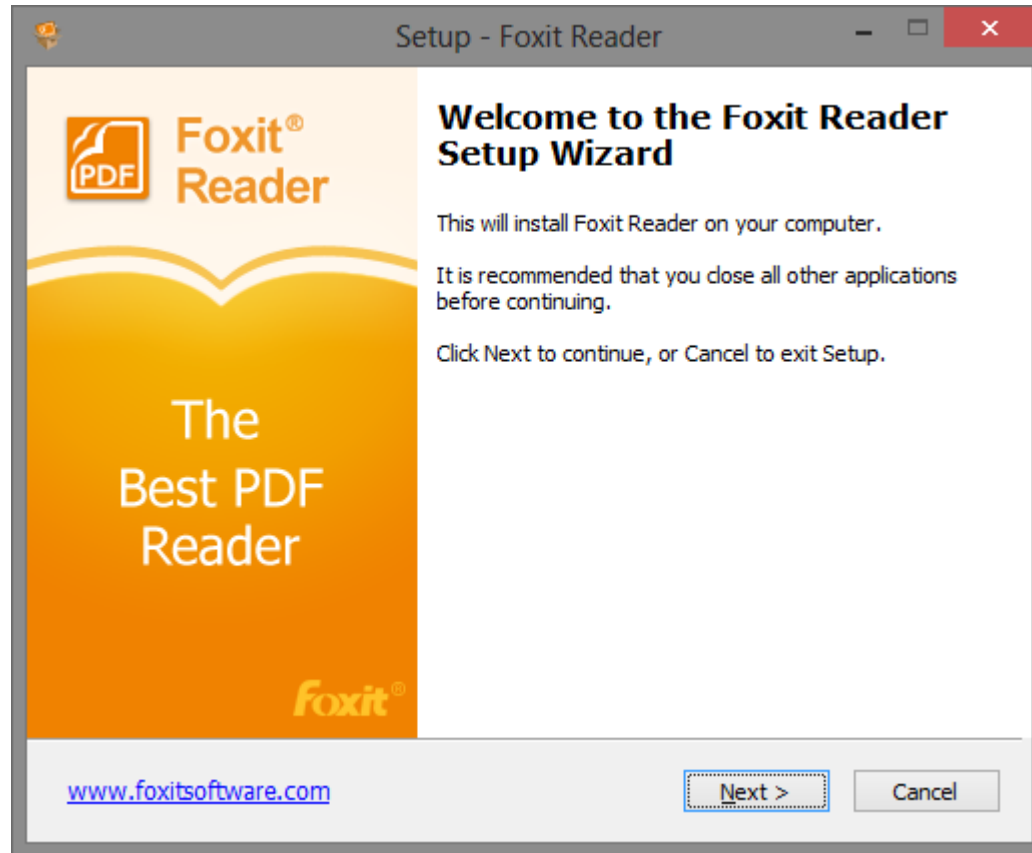 Setup - Foxit Reader
PDF
Foxit®
Reader
The
Best PDF
Reader
foxit®
Welcome to the Foxit Reader
Setup Wizard
This will install Foxit Reader on your computer.
It is recommended that you close all other applications
before continuing.
Click Next to continue, or Cancel to exit Setup.
www.foxitsoftware.com
Next >
Cancel